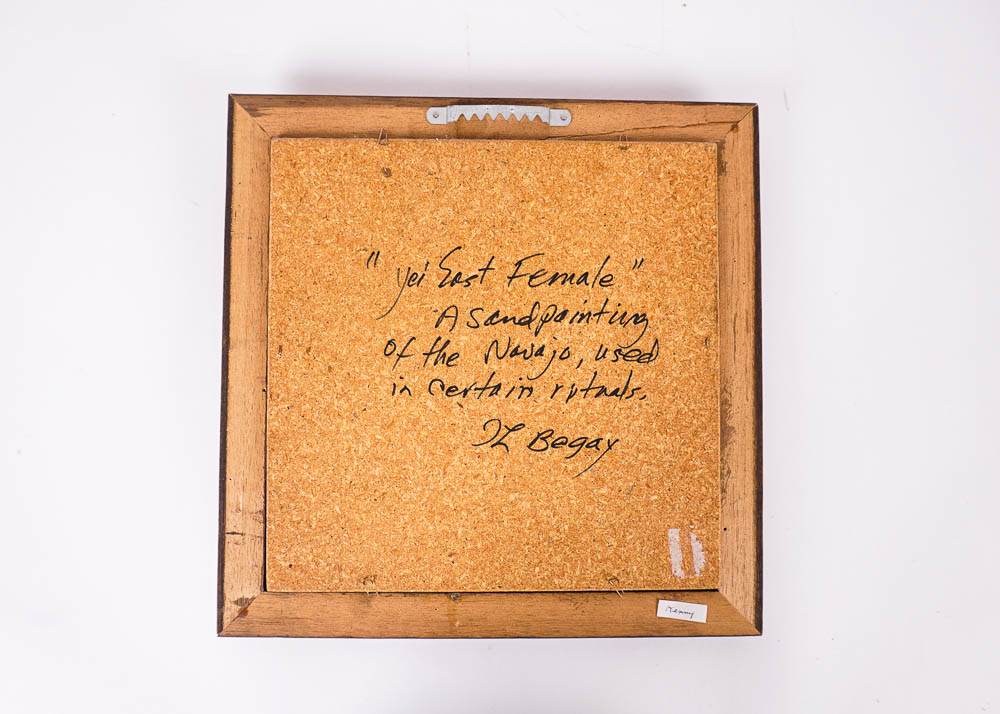 "Yei East Female"
A Sandpainting
of the Navajo, used
in certain rituals.
Begay